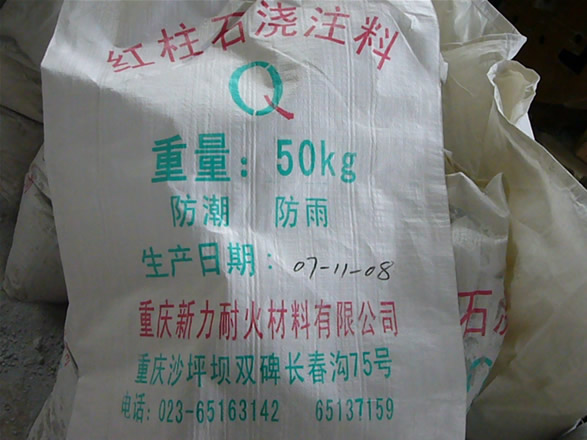 红柱石浇注料
Q
重量：50kg
防潮 防雨
生产日期：07-11-08
重庆新力耐火材料有限公司
重庆沙坪坝双碑长春沟75号
电话：023-65163142 65137159
石浇